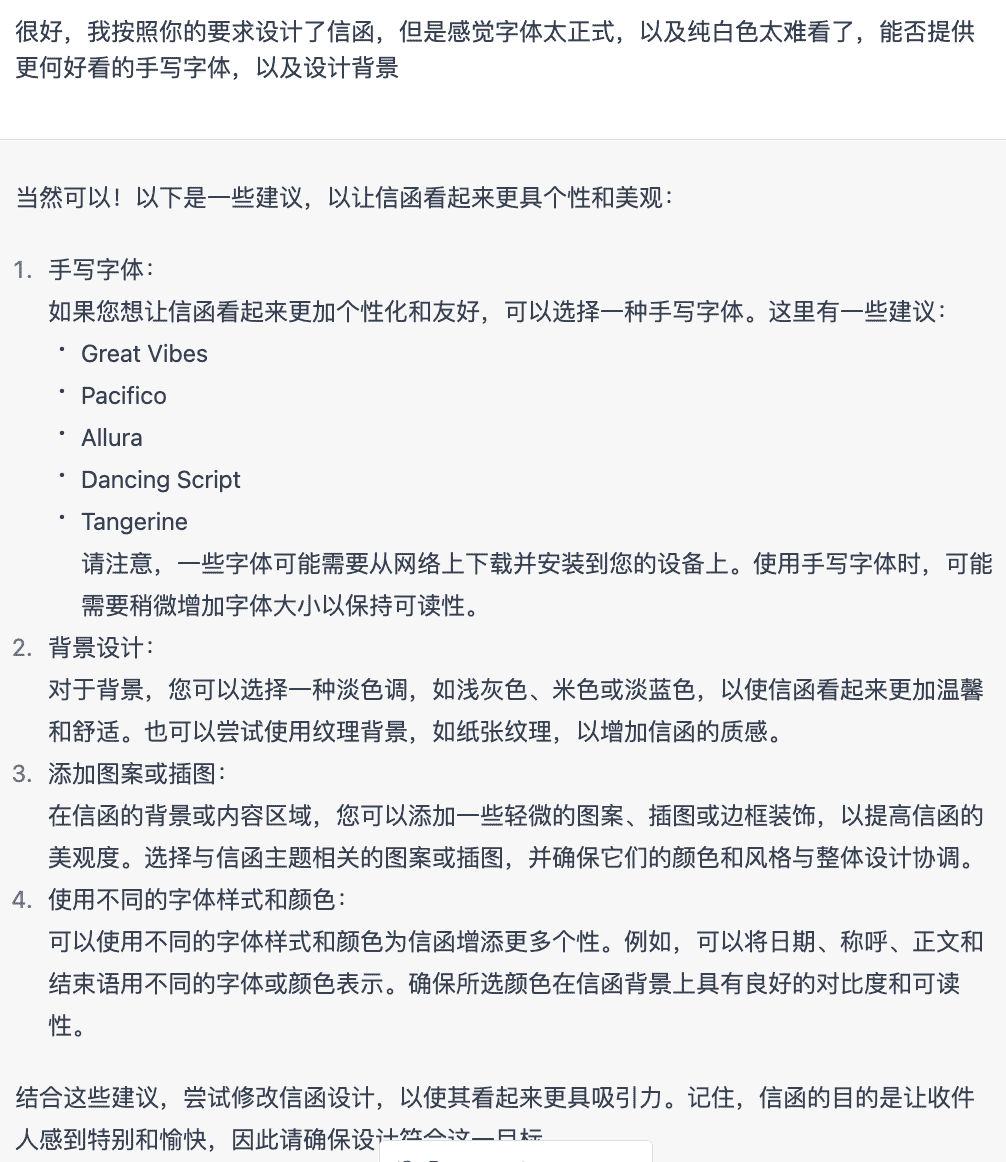 很好，我按照你的要求设计了信函，但是感觉字体太正式，以及纯白色太难看了，能否提供
更何好看的手写字体，以及设计背景
当然可以！以下是一些建议，以让信函看起来更具个性和美观：
1. 手写字体：
如果您想让信函看起来更加个性化和友好，可以选择一种手写字体。这里有一些建议：
• Great Vibes
• Pacifico
• Allura
• Dancing Script
• Tangerine
请注意，一些字体可能需要从网络上下载并安装到您的设备上。使用手写字体时，可能
需要稍微增加字体大小以保持可读性。
2. 背景设计：
对于背景，您可以选择一种淡色调，如浅灰色、米色或淡蓝色，以使信函看起来更加温馨
和舒适。也可以尝试使用纹理背景，如纸张纹理，以增加信函的质感。
3. 添加图案或插图：
在信函的背景或内容区域，您可以添加一些轻微的图案、插图或边框装饰，以提高信函的
美观度。选择与信函主题相关的图案或插图，并确保它们的颜色和风格与整体设计协调。
4. 使用不同的字体样式和颜色：
可以使用不同的字体样式和颜色为信函增添更多个性。例如，可以将日期、称呼、正文和
结束语用不同的字体或颜色表示。确保所选颜色在信函背景上具有良好的对比度和可读
性。
结合这些建议，尝试修改信函设计，以使其看起来更具吸引力。记住，信函的目的是让收件
人感到特别和愉快，因此请确保设计符合这一目标